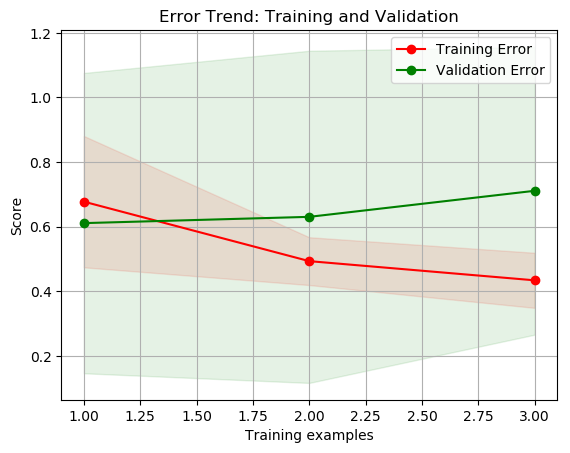 Error Trend: Training and Validation
1.2
1.0
0.8
0.6
0.4
0.2
Score
Training Error
Validation Error
1.00 1.25 1.50 1.75 2.00 2.25 2.50 2.75 3.00
Training examples